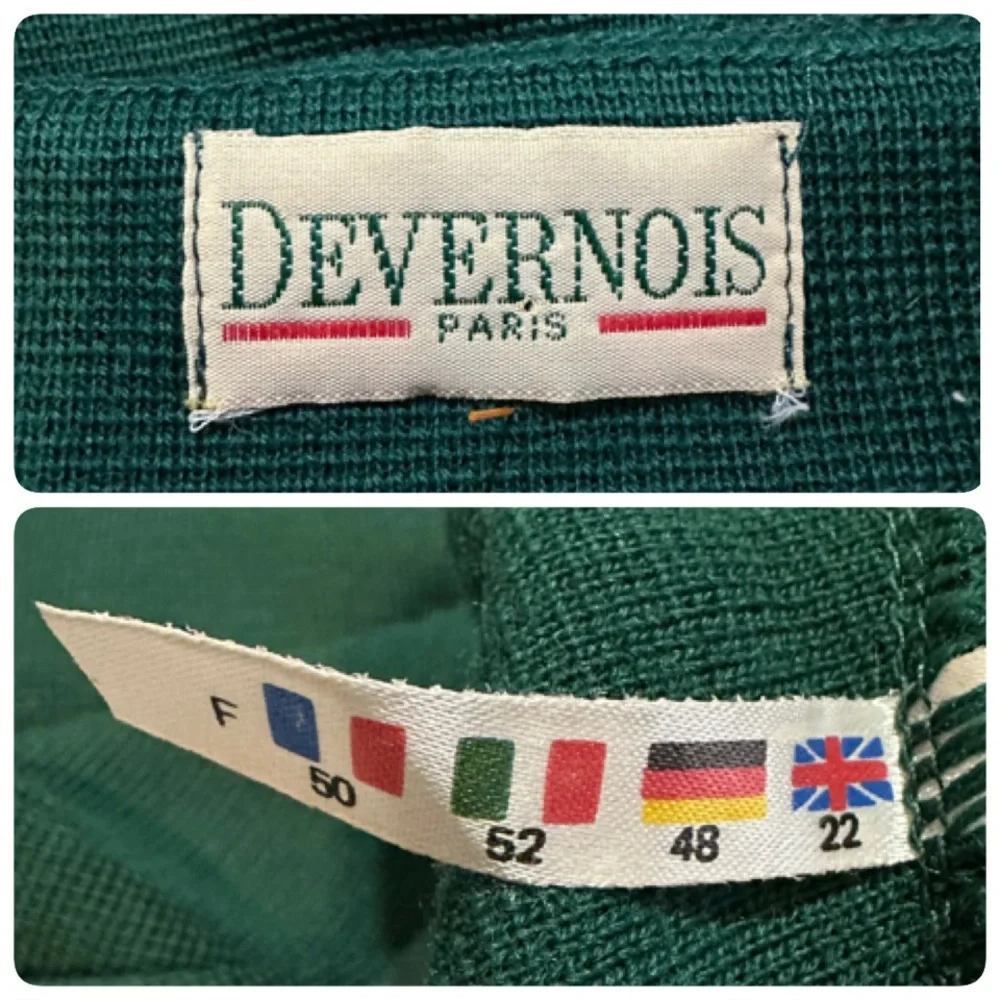 DEVERNOIS
PARIS
F
50 52 48 22